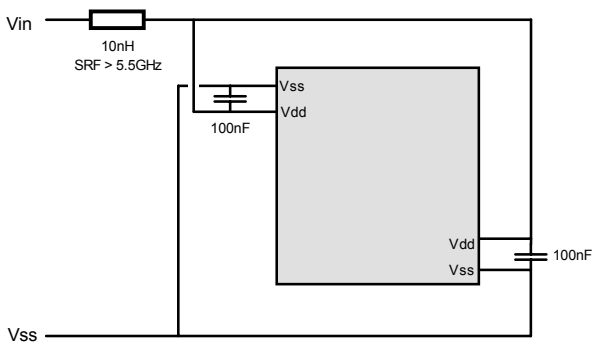 Vin
10nH
SRF > 5.5GHz
Vss
Vdd
100nF
Vdd
Vss
100nF
Vss